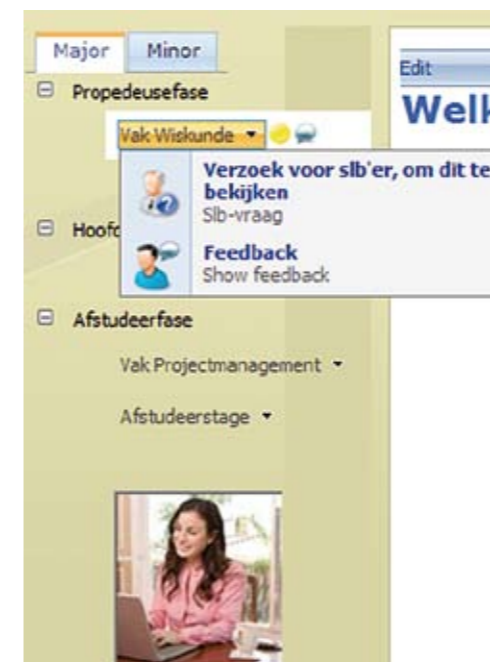 Major Minor
Edit
Propedeusefase
Vak Wiskunde
Verzoek voor slb'er, om dit te
bekijken
Slb-vraag
Feedback
Show feedback
Afstudeerfase
Vak Projectmanagement
Afstudeerstage